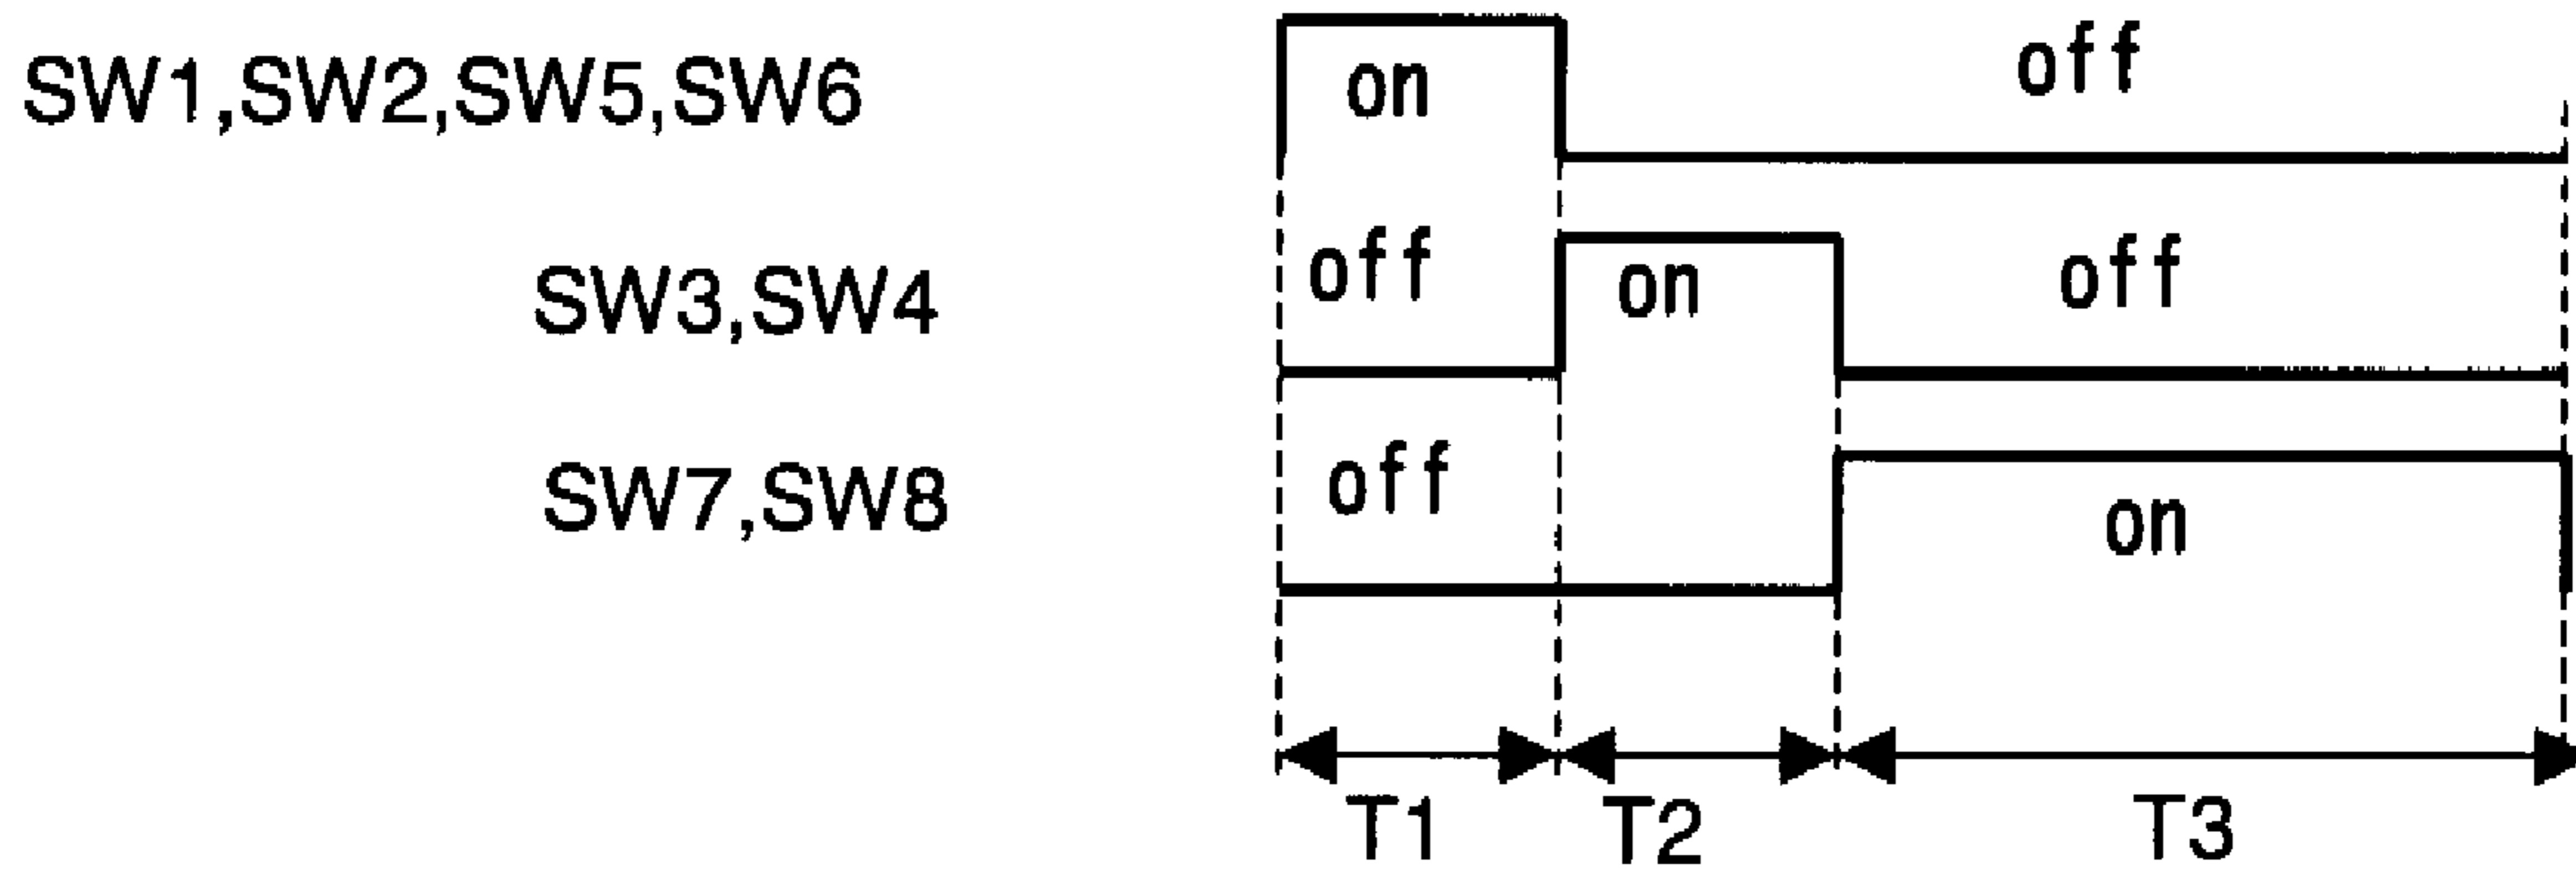 SW1,SW2,SW5,SW6 on off
SW3,SW4 off on off
SW7,SW8 off on
T1 T2 T3